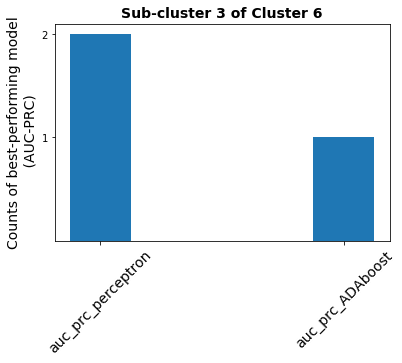 Sub-cluster 3 of Cluster 6
Counts of best-performing model
(AUC-PRC)
2
1
auc_prc_perceptron
auc_prc_ADAboost